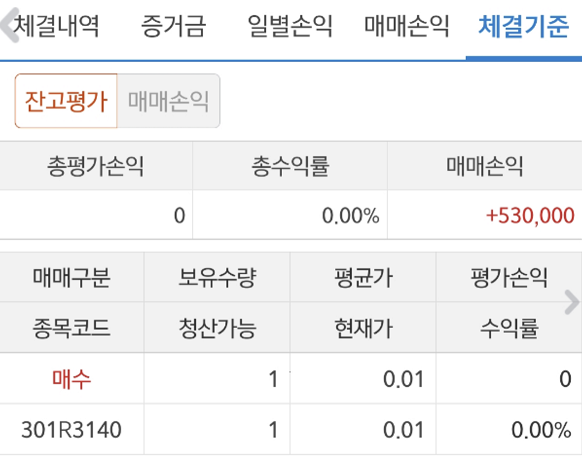 체결내역 증거금 일별손익 매매손익 체결기준
잔고평가 매매손익
총평가손익 총수익률 매매손익
0 0.00% +530,000
매매구분 보유수량 평균가 평가손익
종목코드 청산가능 현재가 수익률
매수 1 0.01 0
301R3140 1 0.01 0.00%